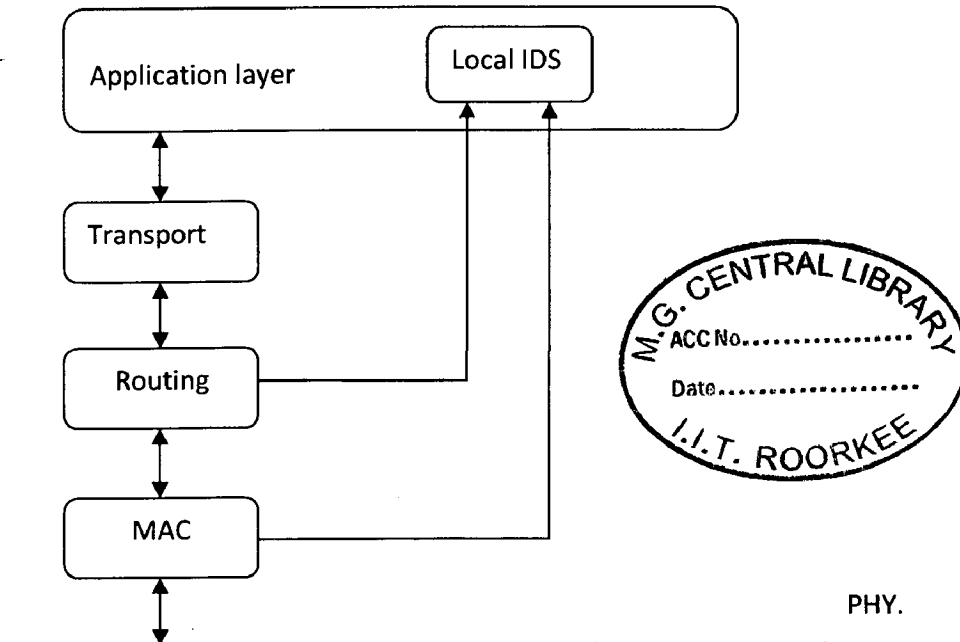 Local IDS
Application layer
Transport
Routing
MAC
M.G. CENTRAL LIBRARY
ACC No..................
Date.....................
I.I.T. ROORKEE
PHY.